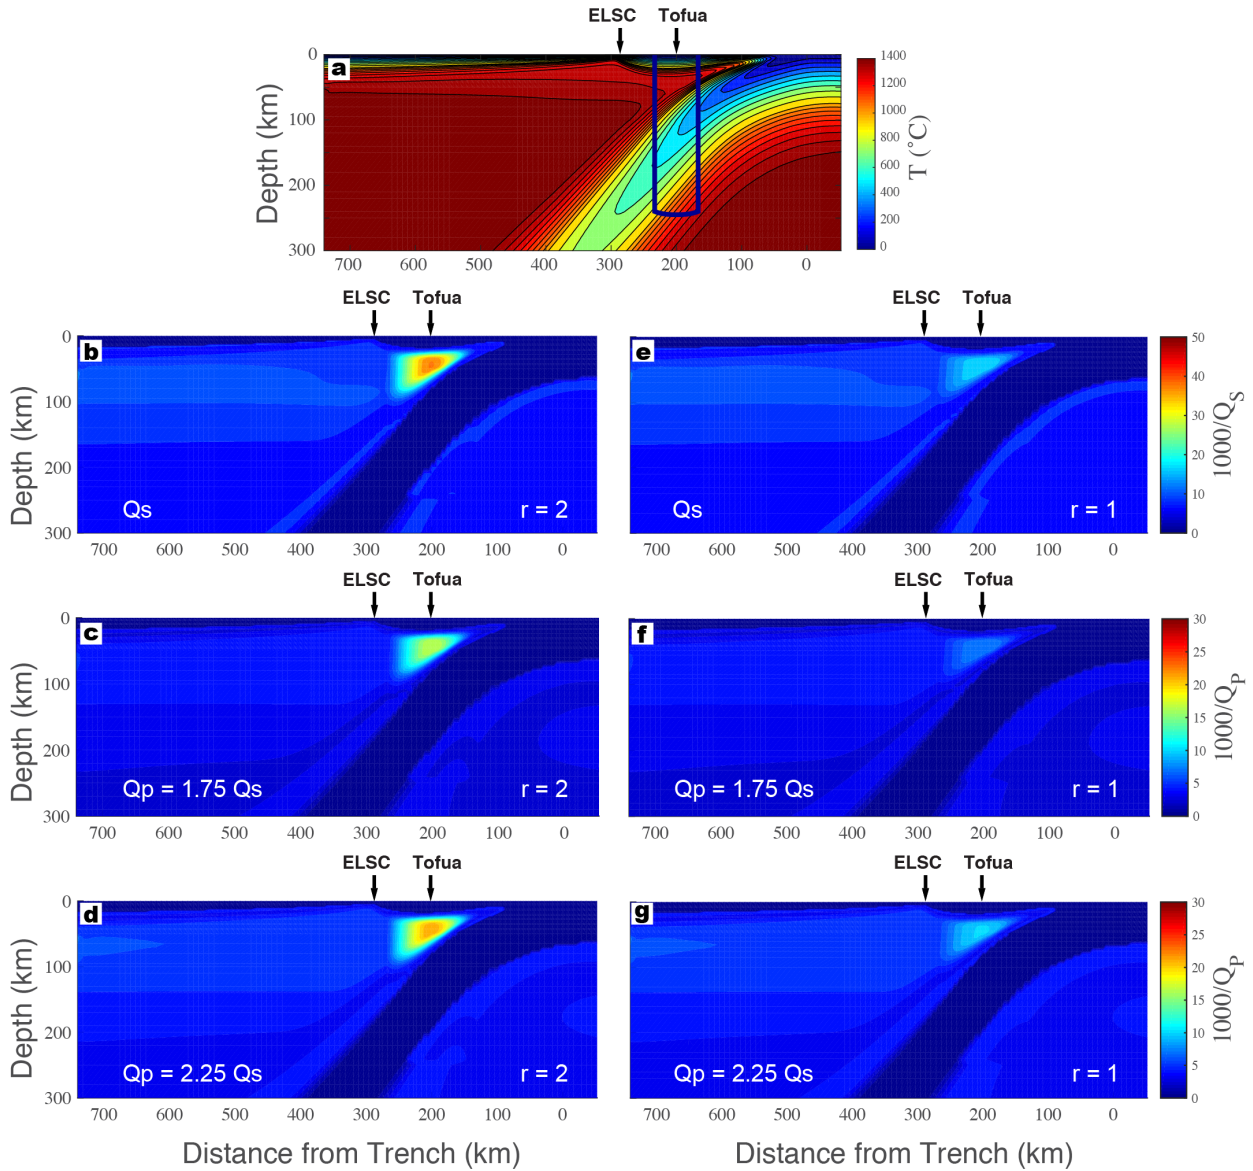 ELSC Tofua
a
0
100
200
300
Depth (km)
700 600 500 400 300 200 100 0
1400
1200
1000
800
600
400
200
0
T (°C)
ELSC Tofua
b
0
100
200
300
Depth (km)
Qs r = 2
700 600 500 400 300 200 100 0
ELSC Tofua
e
Qs r = 1
700 600 500 400 300 200 100 0
50
40
30
20
10
0
1000/QS
ELSC Tofua
c
0
100
200
300
Depth (km)
Qp = 1.75 Qs r = 2
700 600 500 400 300 200 100 0
ELSC Tofua
f
Qp = 1.75 Qs r = 1
700 600 500 400 300 200 100 0
30
25
20
15
10
5
0
1000/QP
ELSC Tofua
d
0
100
200
300
Depth (km)
Qp = 2.25 Qs r = 2
700 600 500 400 300 200 100 0
Distance from Trench (km)
ELSC Tofua
g
Qp = 2.25 Qs r = 1
700 600 500 400 300 200 100 0
Distance from Trench (km)
30
25
20
15
10
5
0
1000/QP